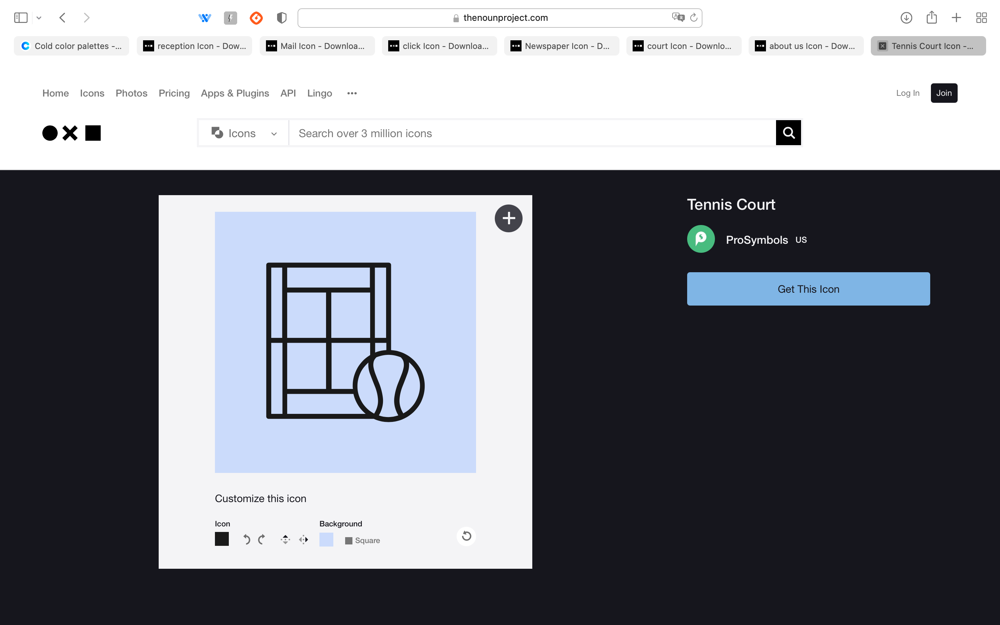 thenounproject.com
Cold color palettes -...
reception Icon - Dow...
Mail Icon - Downloa...
click Icon - Downloa...
Newspaper Icon - D...
court Icon - Downlo...
about us Icon - Dow...
Tennis Court Icon -...
Home Icons Photos Pricing Apps & Plugins API Lingo •••
Log In
Join
Icons
Search over 3 million icons
Tennis Court
ProSymbols US
Get This Icon
Customize this icon
Icon
Background
Square